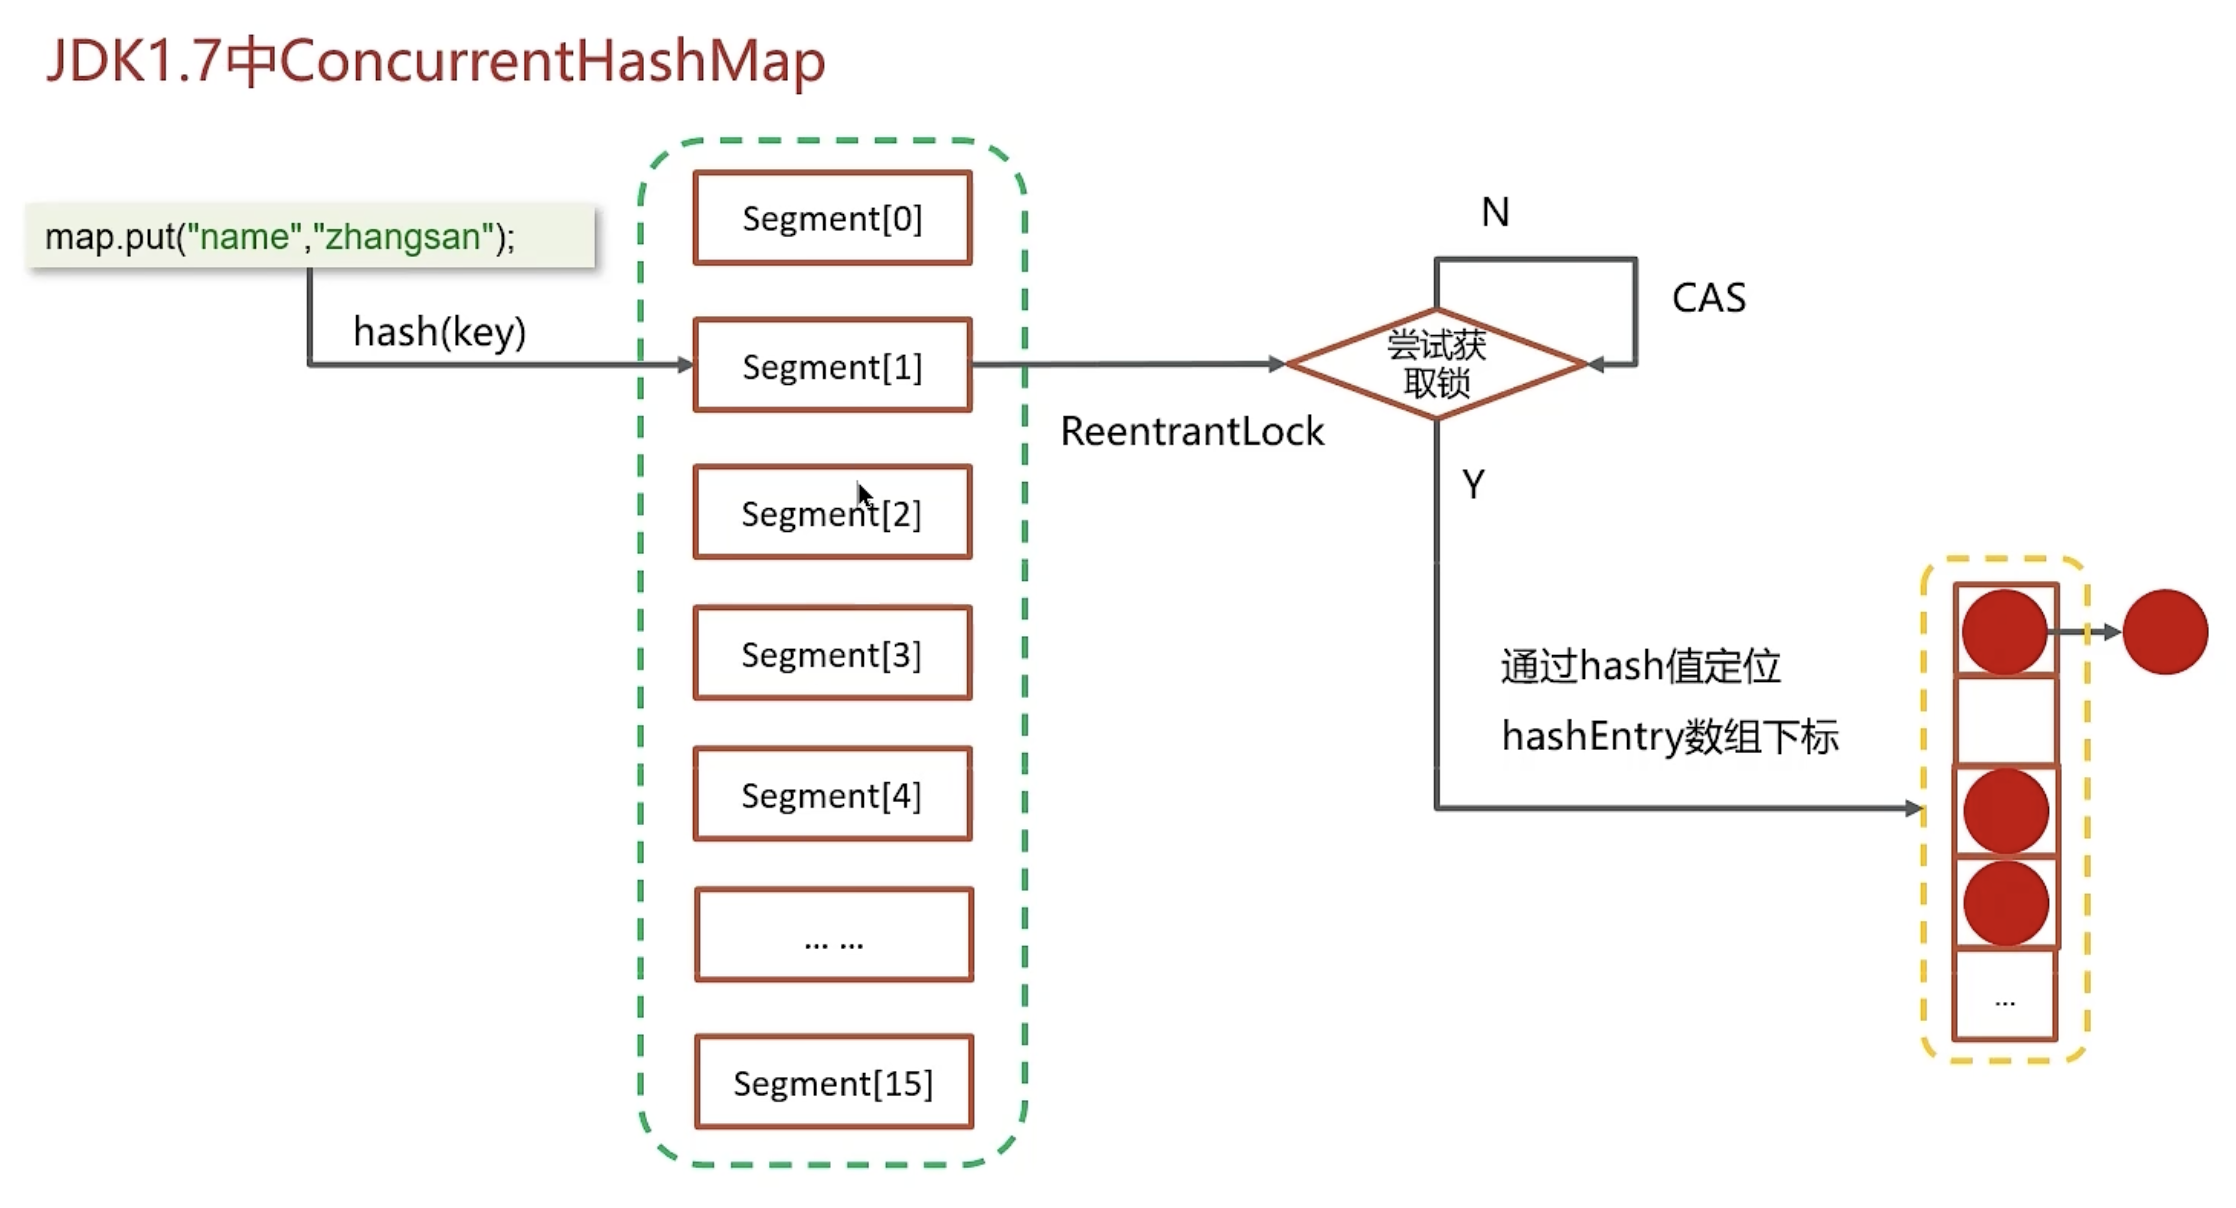 JDK1.7中ConcurrentHashMap
map.put("name","zhangsan");
hash(key)
Segment[0]
Segment[1]
Segment[2]
Segment[3]
Segment[4]
... ...
Segment[15]
ReentrantLock
尝试获
取锁
N
CAS
Y
通过hash值定位
hashEntry数组下标
...